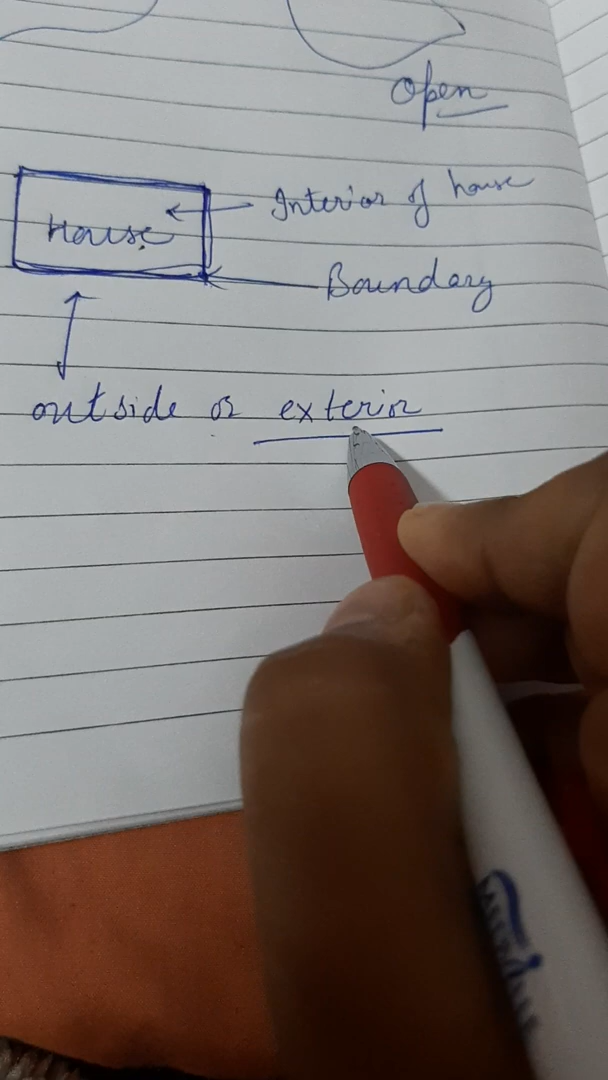 Open
Interior of house
House
Boundary
outside or exterior